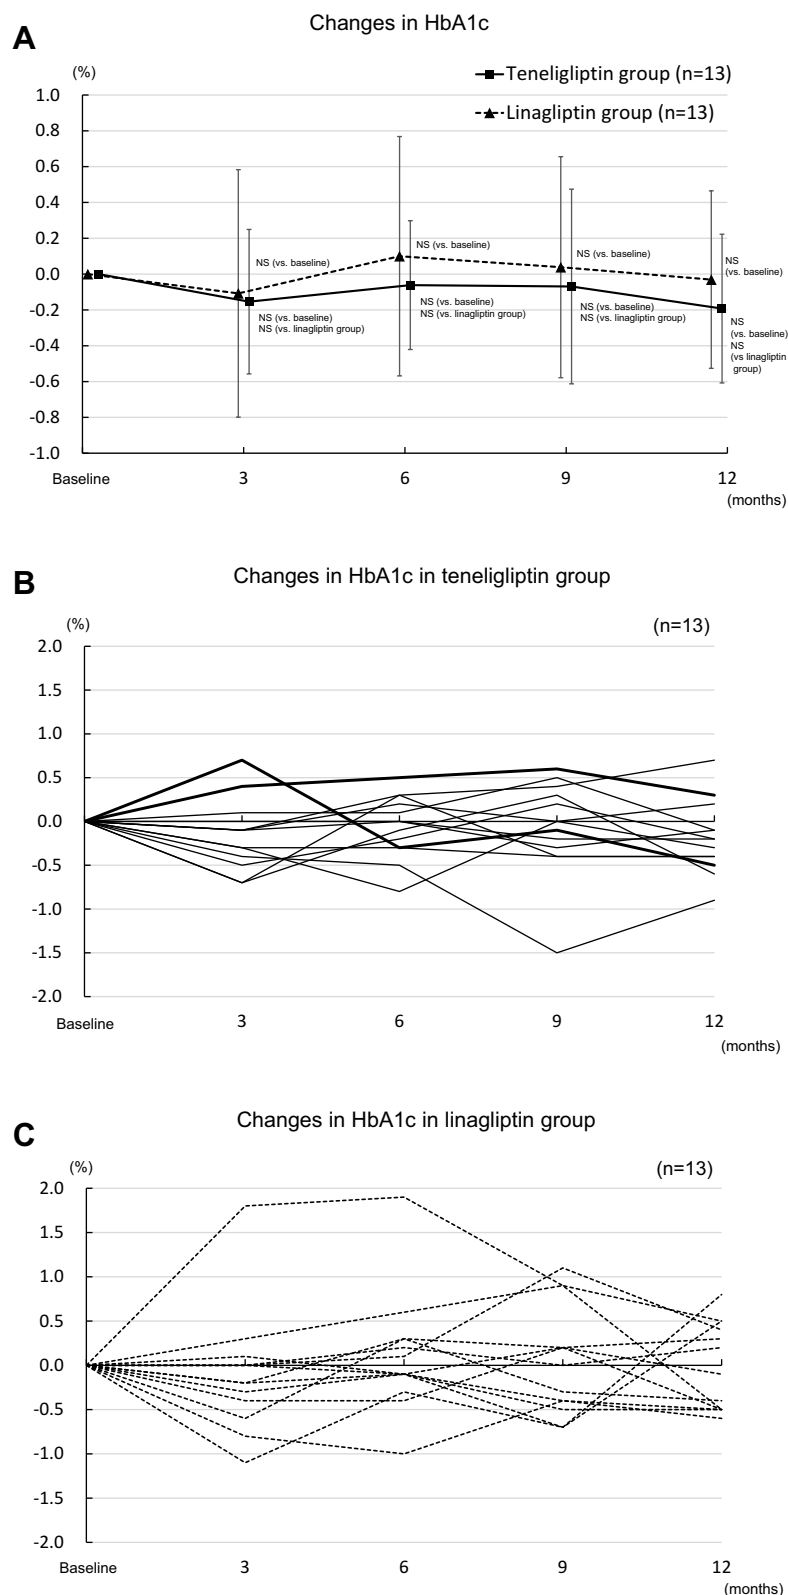 A
Changes in HbA1c
(%)
Teneligliptin group (n=13)
Linagliptin group (n=13)
1.0
0.8
0.6
0.4
0.2
0.0
-0.2
-0.4
-0.6
-0.8
-1.0
NS (vs. baseline)
NS (vs. baseline)
NS (vs. linagliptin group)
NS (vs. baseline)
NS (vs. baseline)
NS (vs. linagliptin group)
NS (vs. baseline)
NS (vs. baseline)
NS (vs. linagliptin group)
NS
(vs. baseline)
NS
(vs. baseline)
NS
(vs linagliptin
group)
Baseline
3
6
9
12
(months)
B
Changes in HbA1c in teneligliptin group
(%)
(n=13)
2.0
1.5
1.0
0.5
0.0
-0.5
-1.0
-1.5
-2.0
Baseline
3
6
9
12
(months)
C
Changes in HbA1c in linagliptin group
(%)
(n=13)
2.0
1.5
1.0
0.5
0.0
-0.5
-1.0
-1.5
-2.0
Baseline
3
6
9
12
(months)